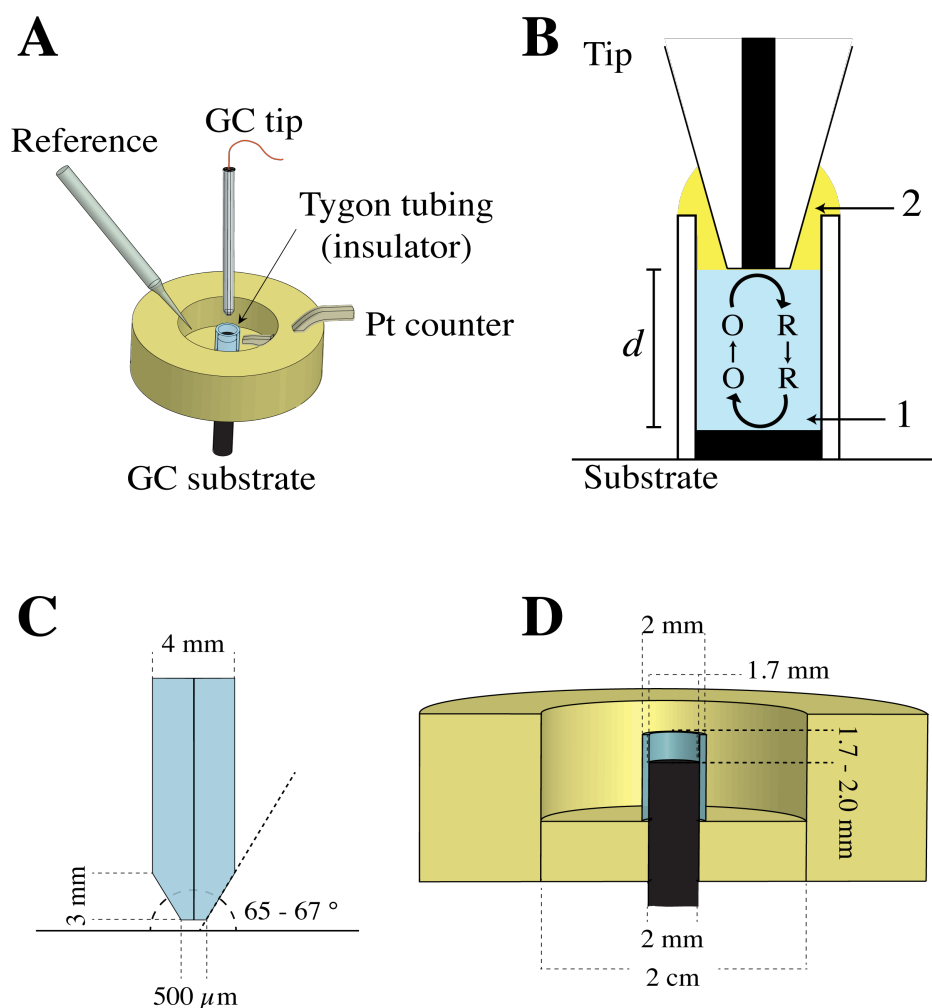 A
GC tip
Reference
Tygon tubing
(insulator)
Pt counter
GC substrate
B
Tip
2
d
O R
O R
1
Substrate
C
4 mm
3 mm
65 - 67 °
500 µm
D
2 mm
1.7 mm
1.7 - 2.0 mm
2 mm
2 cm